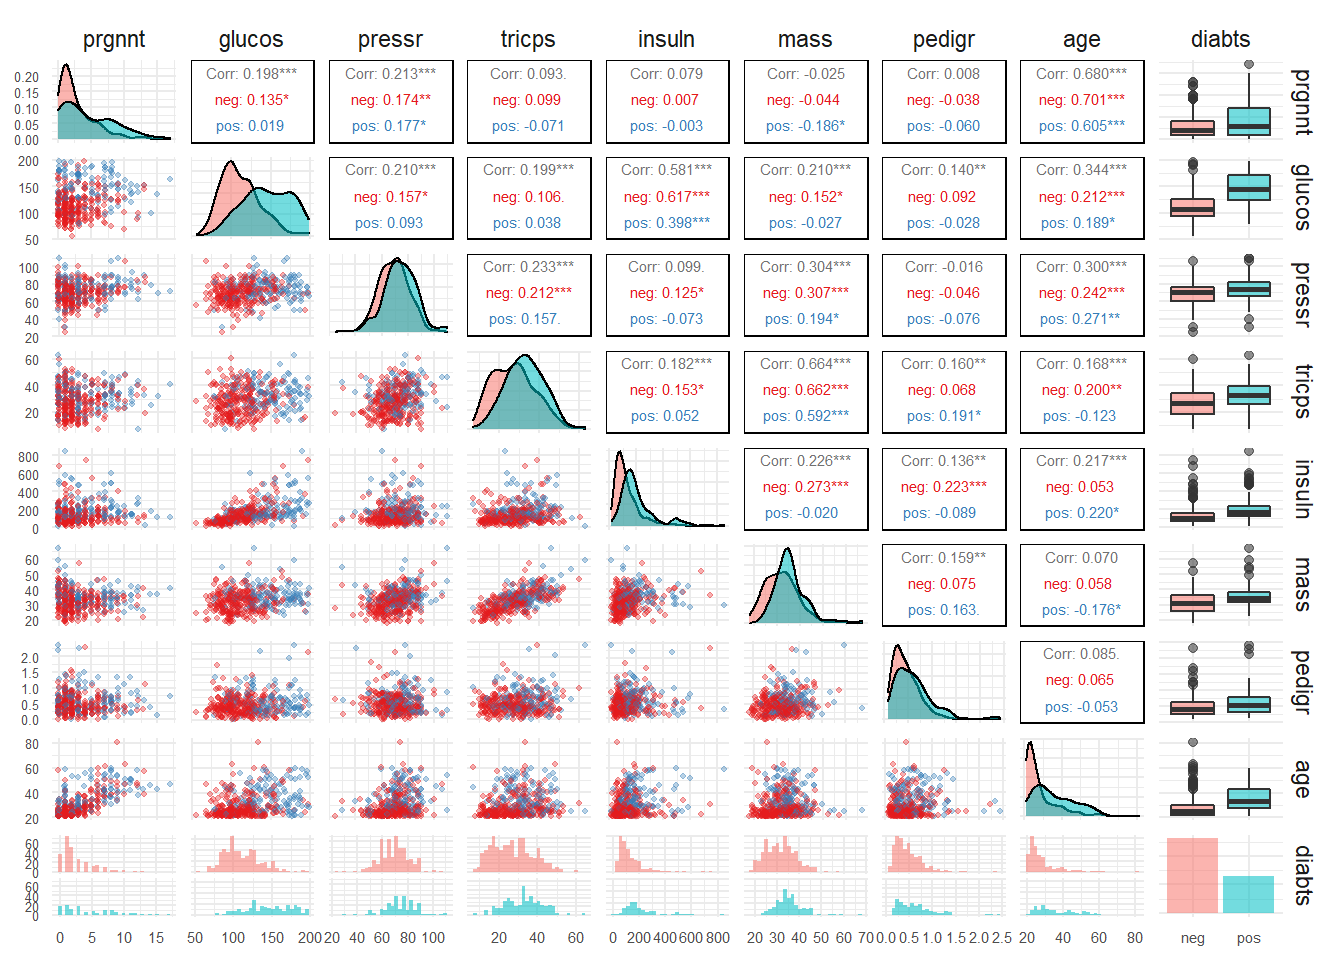 prgnnt glucos pressr tricps insuln mass pedigr age diabts
0.20
0.15
0.10
0.05
0.00
Corr: 0.198***
neg: 0.135*
pos: 0.019
Corr: 0.213***
neg: 0.174**
pos: 0.177*
Corr: 0.093.
neg: 0.099
pos: -0.071
Corr: 0.079
neg: 0.007
pos: -0.003
Corr: -0.025
neg: -0.044
pos: -0.186*
Corr: 0.008
neg: -0.038
pos: -0.060
Corr: 0.680***
neg: 0.701***
pos: 0.605***
prgnnt
200
150
100
50
Corr: 0.210***
neg: 0.157*
pos: 0.093
Corr: 0.199***
neg: 0.106.
pos: 0.038
Corr: 0.581***
neg: 0.617***
pos: 0.398***
Corr: 0.210***
neg: 0.152*
pos: -0.027
Corr: 0.140**
neg: 0.092
pos: -0.028
Corr: 0.344***
neg: 0.212***
pos: 0.189*
glucos
100
80
60
40
20
Corr: 0.233***
neg: 0.212***
pos: 0.157.
Corr: 0.099.
neg: 0.125*
pos: -0.073
Corr: 0.304***
neg: 0.307***
pos: 0.194*
Corr: -0.016
neg: -0.046
pos: -0.076
Corr: 0.300***
neg: 0.242***
pos: 0.271**
pressr
60
40
20
Corr: 0.182***
neg: 0.153*
pos: 0.052
Corr: 0.664***
neg: 0.662***
pos: 0.592***
Corr: 0.160**
neg: 0.068
pos: 0.191*
Corr: 0.168***
neg: 0.200**
pos: -0.123
tricps
800
600
400
200
0
Corr: 0.226***
neg: 0.273***
pos: -0.020
Corr: 0.136**
neg: 0.223***
pos: -0.089
Corr: 0.217***
neg: 0.053
pos: 0.220*
insuln
60
50
40
30
20
Corr: 0.159**
neg: 0.075
pos: 0.163.
Corr: 0.070
neg: 0.058
pos: -0.176*
mass
2.0
1.5
1.0
0.5
0.0
Corr: 0.085.
neg: 0.065
pos: -0.053
pedigr
80
60
40
20
age
60
40
20
0
60
40
20
0
diabts
0 5 10 15 50 100 150 200 20 40 60 80 100 20 40 60 0 200 400 600 800 20 30 40 50 60 70 0.0 0.5 1.0 1.5 2.0 2.5 20 40 60 80 neg pos